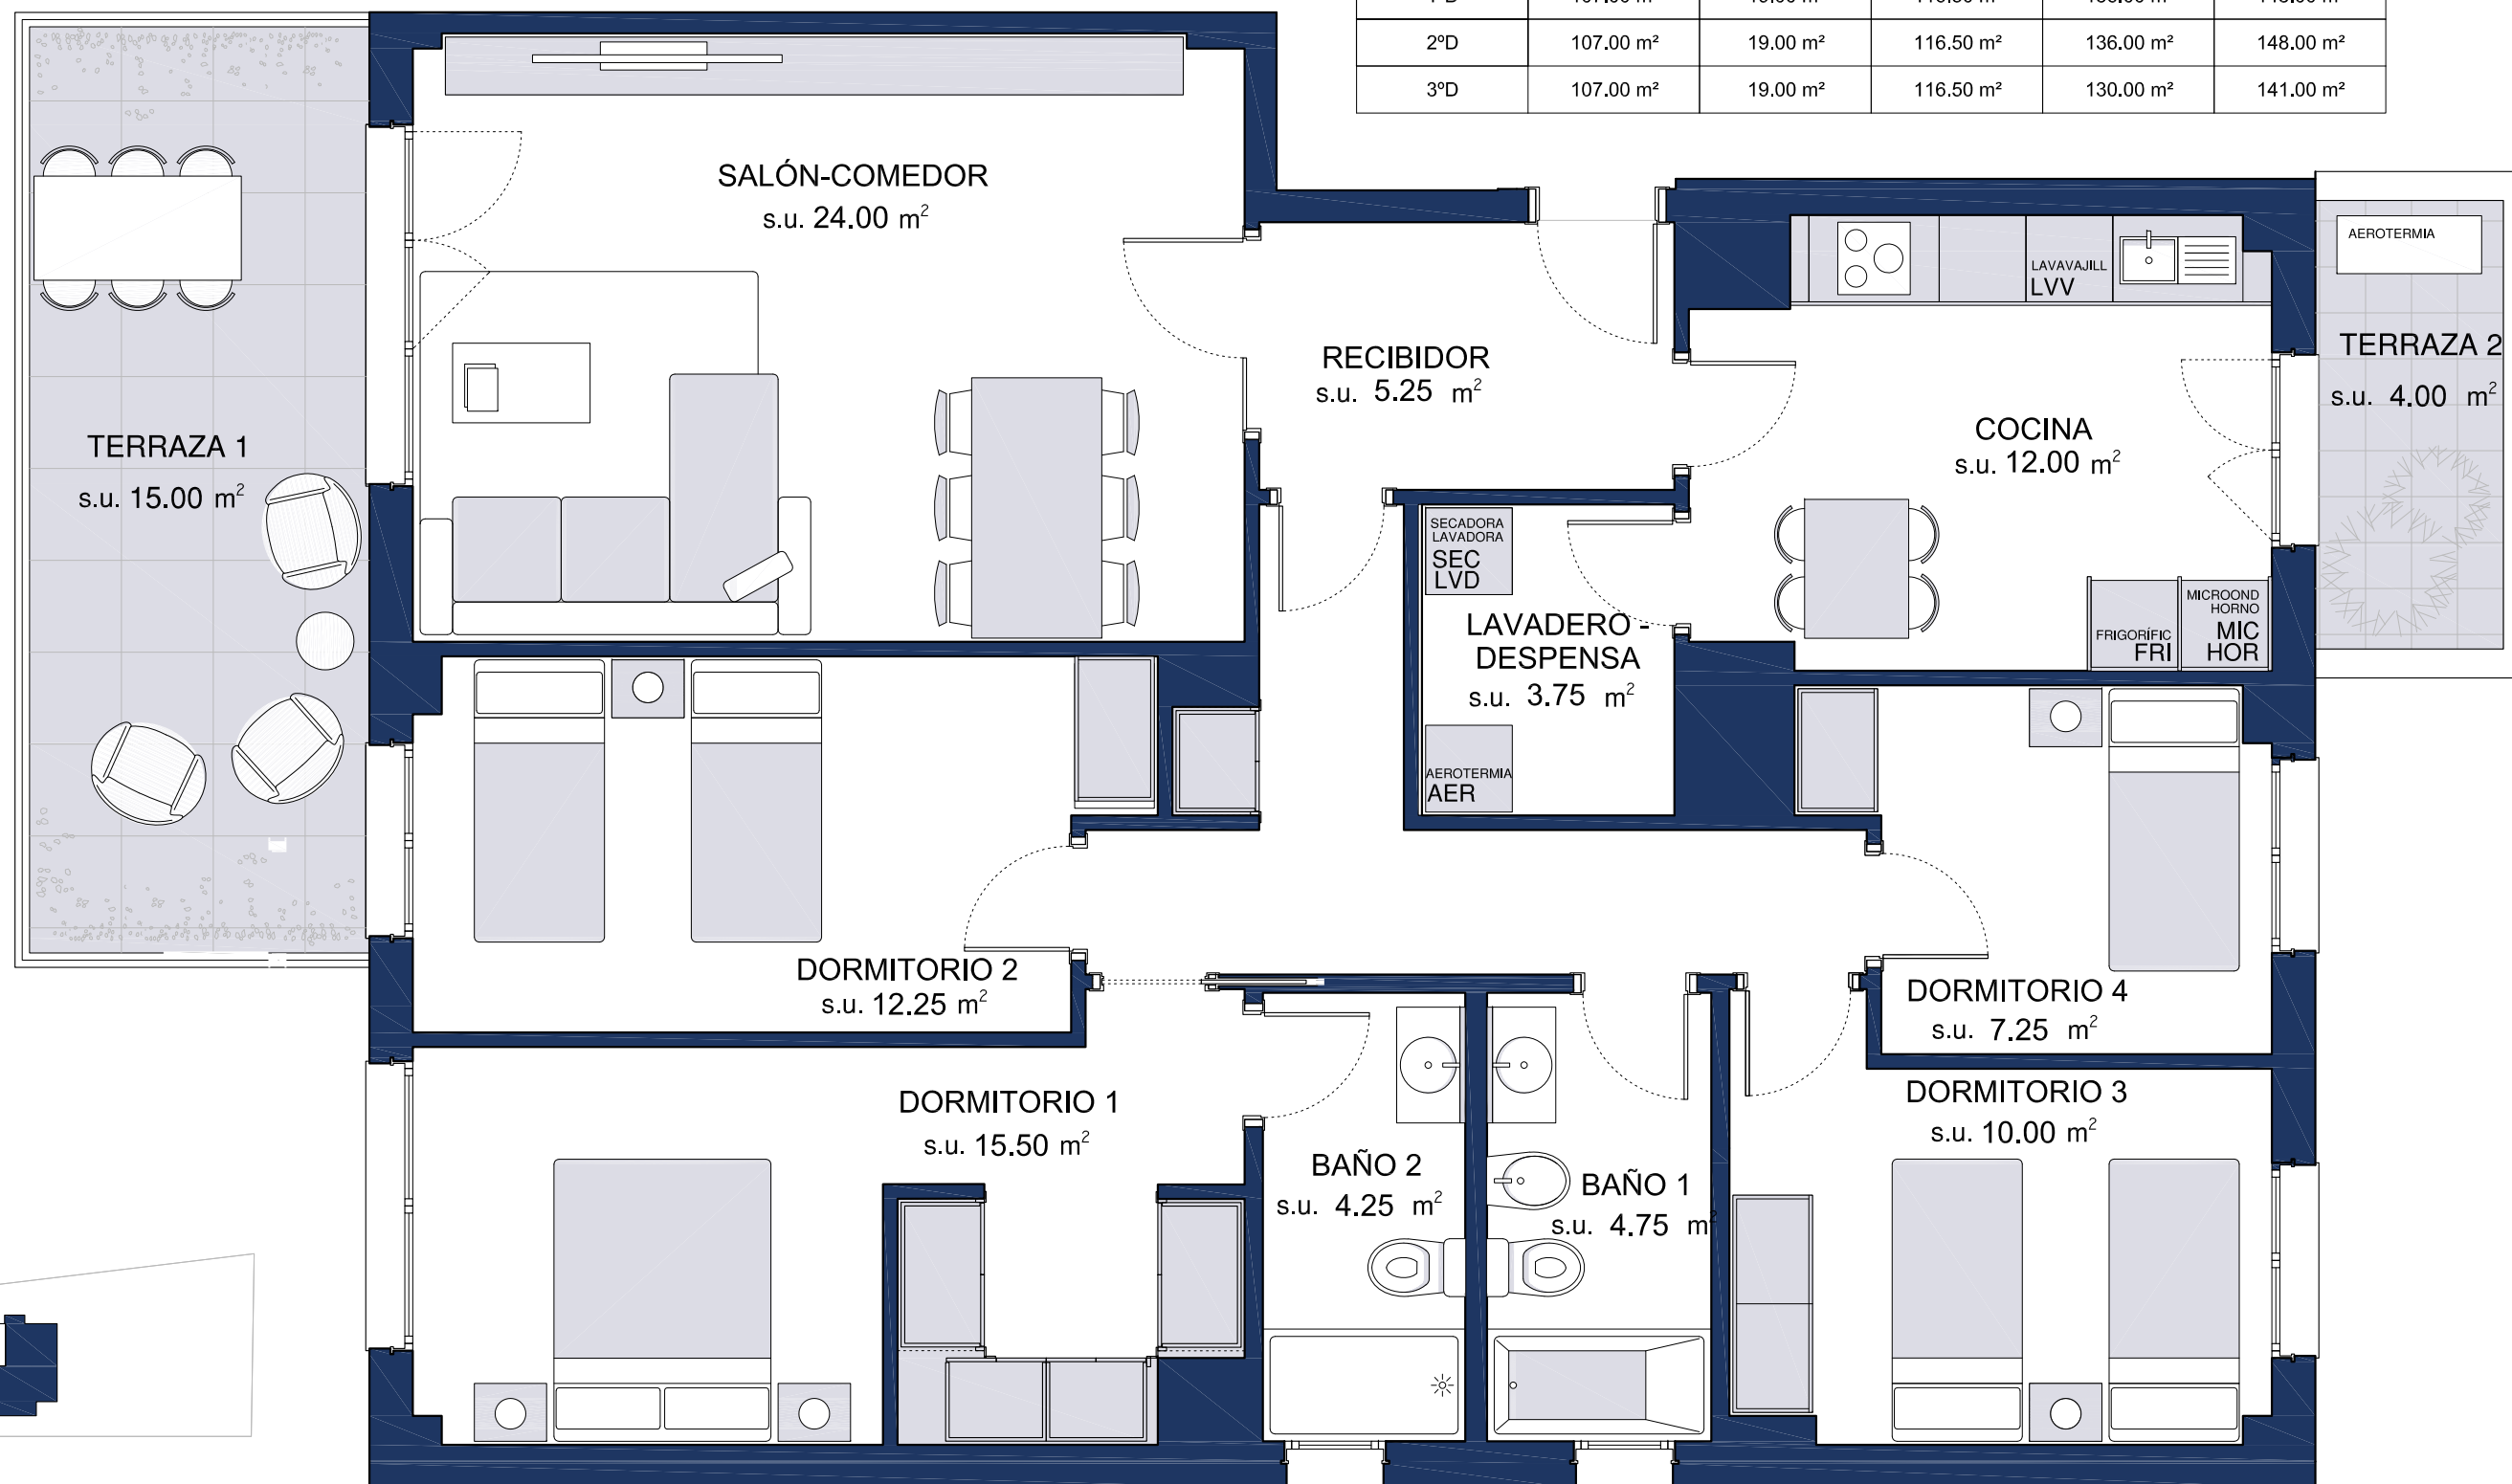 2ºD 107.00 m² 19.00 m² 116.50 m² 136.00 m² 148.00 m²
3ºD 107.00 m² 19.00 m² 116.50 m² 130.00 m² 141.00 m²
SALÓN-COMEDOR
s.u. 24.00 m²
AEROTERMIA
LAVAVAJILL
LVV
TERRAZA 2
s.u. 4.00 m²
RECIBIDOR
s.u. 5.25 m²
COCINA
s.u. 12.00 m²
TERRAZA 1
s.u. 15.00 m²
SECADORA
LAVADORA
SEC
LVD
LAVADERO -
DESPENSA
s.u. 3.75 m²
MICROOND
HORNO
MIC
HOR
FRIGORÍFIC
FRI
AEROTERMIA
AER
DORMITORIO 2
s.u. 12.25 m²
DORMITORIO 4
s.u. 7.25 m²
DORMITORIO 1
s.u. 15.50 m²
DORMITORIO 3
s.u. 10.00 m²
BAÑO 2
s.u. 4.25 m²
BAÑO 1
s.u. 4.75 m²